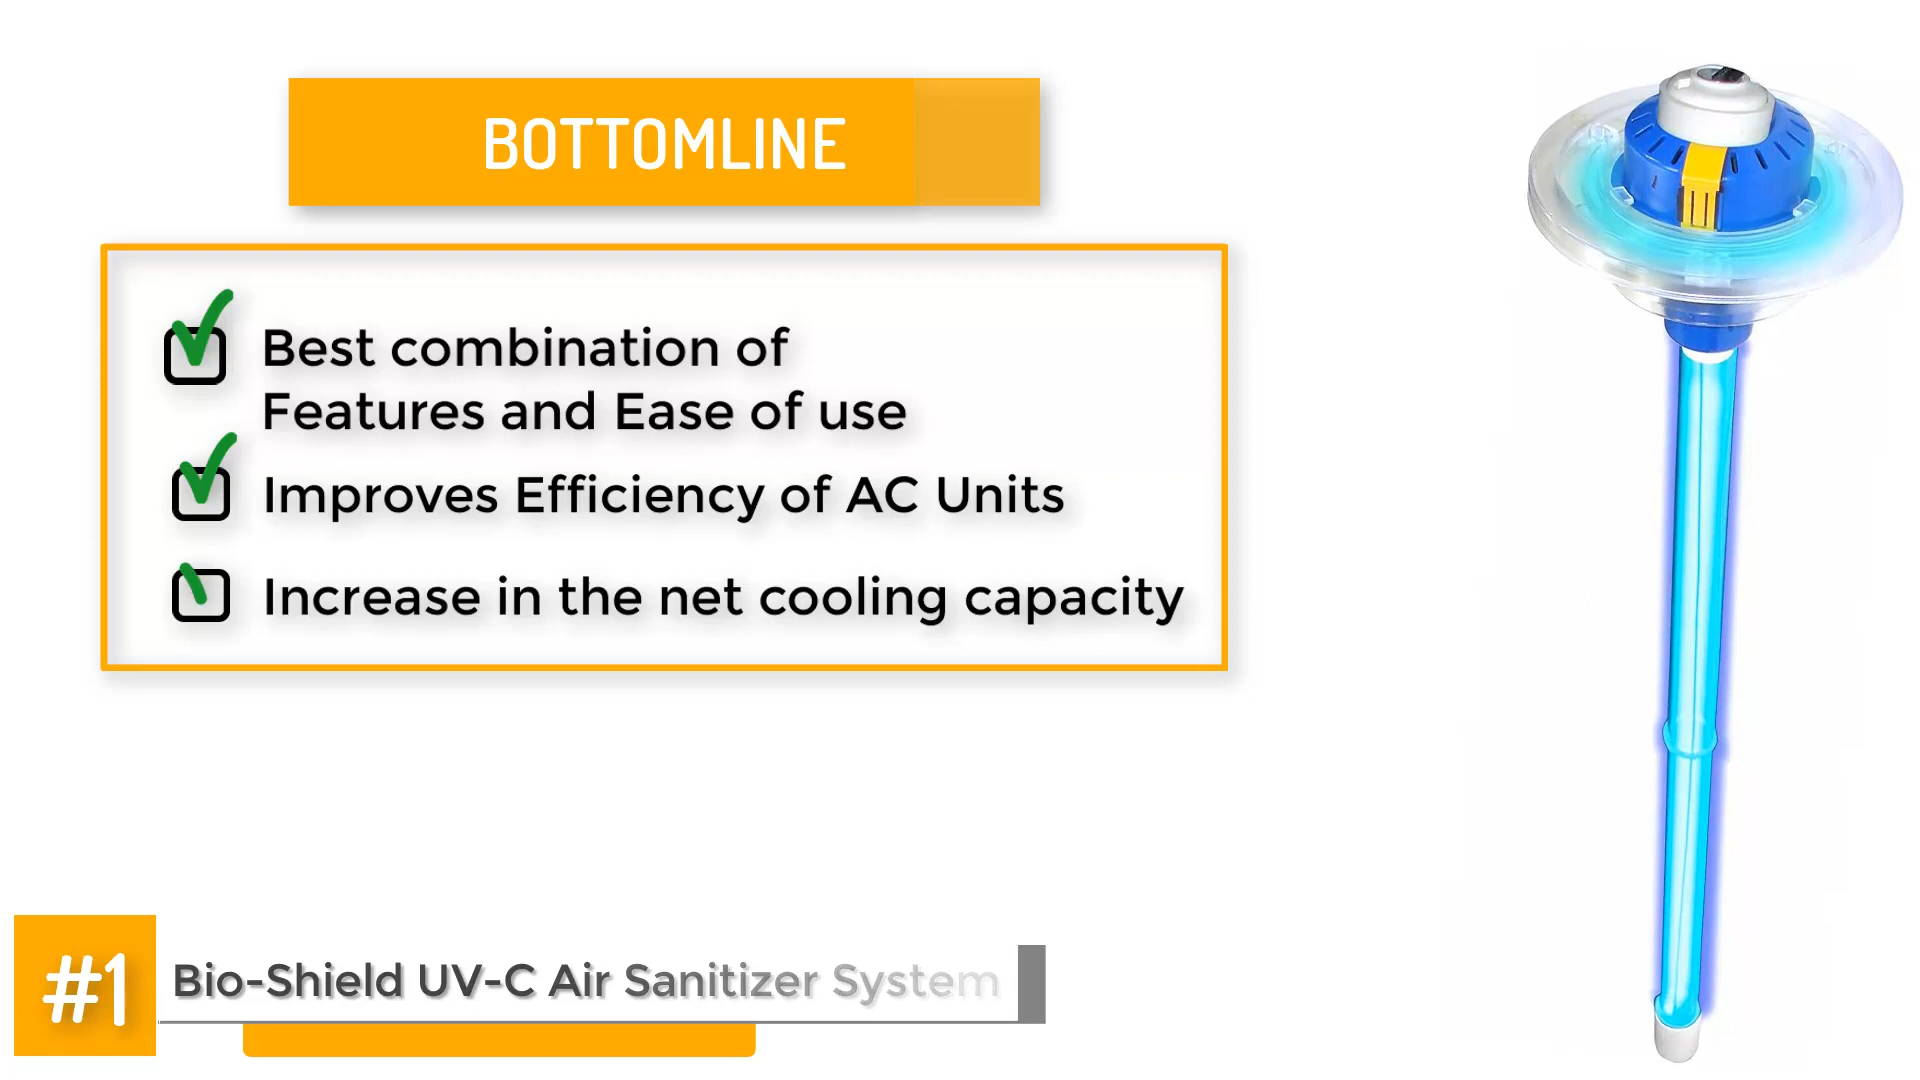 BOTTOMLINE
Best combination of
Features and Ease of use
Improves Efficiency of AC Units
Increase in the net cooling capacity
#1
Bio-Shield UV-C Air Sanitizer System